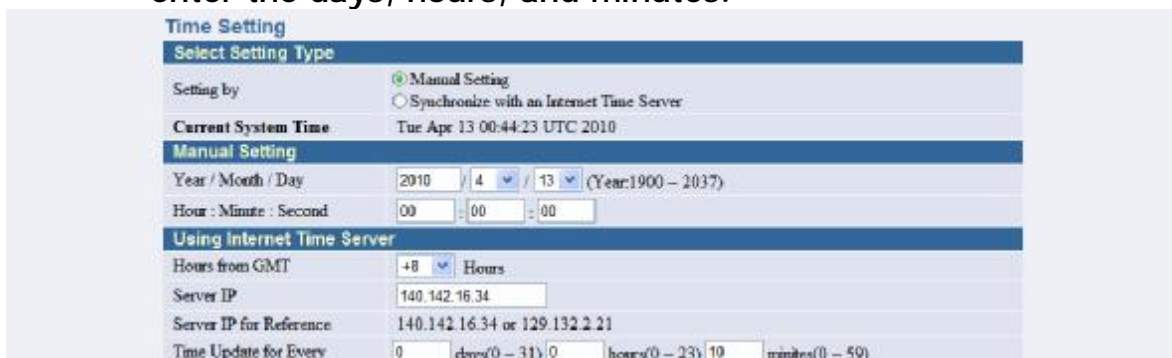 enter the days, hours, and minutes.
Time Setting
Select Setting Type
Setting by
Manual Setting
Synchronize with an Internet Time Server
Current System Time Tue Apr 13 00:44:23 UTC 2010
Manual Setting
Year / Month / Day 2010 / 4 / 13 (Year:1900 – 2037)
Hour : Minute : Second 00 : 00 : 00
Using Internet Time Server
Hours from GMT +8 Hours
Server IP 140.142.16.34
Server IP for Reference 140.142.16.34 or 129.132.2.21
Time Update for Every 0 days(0 – 31) 0 hours(0 – 23) 10 minites(0 – 59)